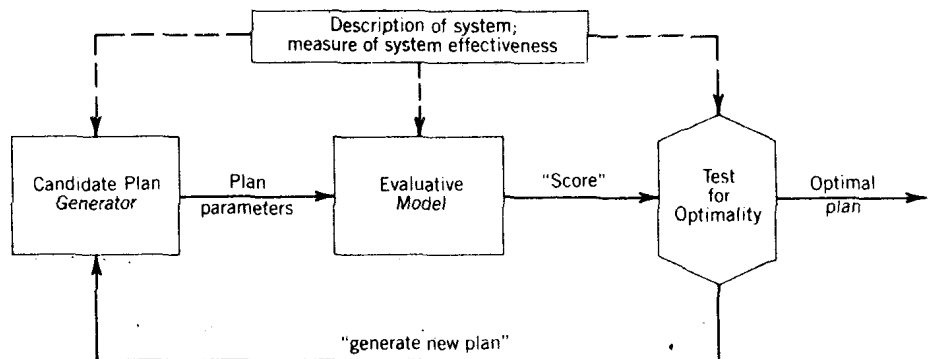 Description of system;
measure of system effectiveness
Candidate Plan
Generator
Plan
parameters
Evaluative
Model
"Score"
Test
for
Optimality
Optimal
plan
"generate new plan"